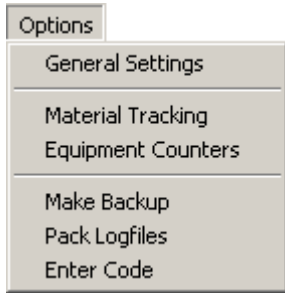 Options
General Settings
Material Tracking
Equipment Counters
Make Backup
Pack Logfiles
Enter Code